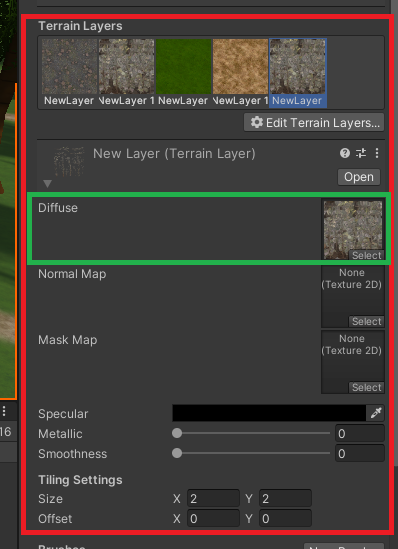 Terrain Layers
NewLayer NewLayer 1 NewLayer NewLayer 1 NewLayer
Edit Terrain Layers...
New Layer (Terrain Layer)
Open
Diffuse
Select
Normal Map
None
(Texture 2D)
Select
Mask Map
None
(Texture 2D)
Select
Specular
Metallic 0
Smoothness 0
Tiling Settings
Size X 2 Y 2
Offset X 0 Y 0
16